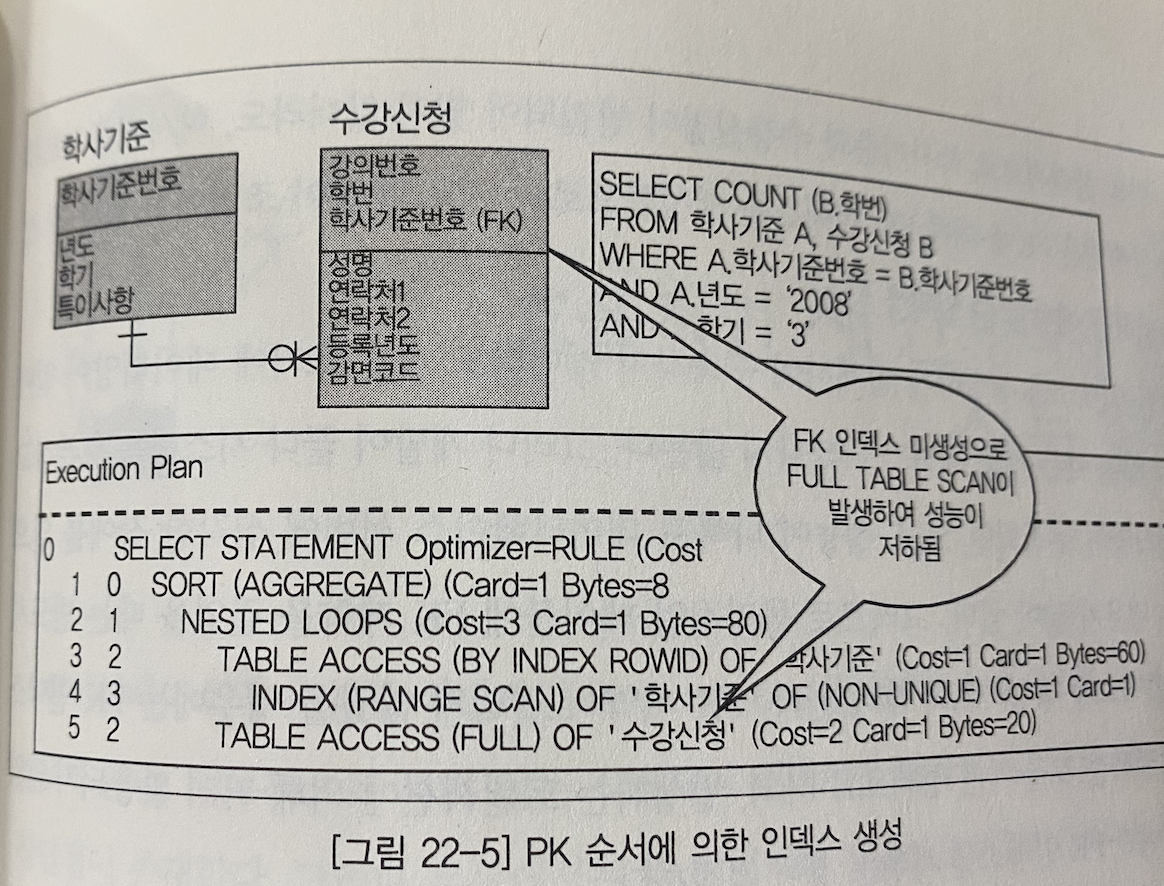 학사기준
학사기준번호
년도
학기
특이사항
수강신청
강의번호
학번
학사기준번호 (FK)
성명
연락처1
연락처2
등록년도
감면코드
SELECT COUNT (B.학번)
FROM 학사기준 A, 수강신청 B
WHERE A.학사기준번호 = B.학사기준번호
AND A.년도 = '2008'
AND 학기 = '3'
FK 인덱스 미생성으로
FULL TABLE SCAN이
발생하여 성능이
저하됨
Execution Plan
0 SELECT STATEMENT Optimizer=RULE (Cost
1 0 SORT (AGGREGATE) (Card=1 Bytes=8
2 1 NESTED LOOPS (Cost=3 Card=1 Bytes=80)
3 2 TABLE ACCESS (BY INDEX ROWID) OF '학사기준' (Cost=1 Card=1 Bytes=60)
4 3 INDEX (RANGE SCAN) OF '학사기준' OF (NON-UNIQUE) (Cost=1 Card=1)
5 2 TABLE ACCESS (FULL) OF '수강신청' (Cost=2 Card=1 Bytes=20)
[그림 22-5] PK 순서에 의한 인덱스 생성